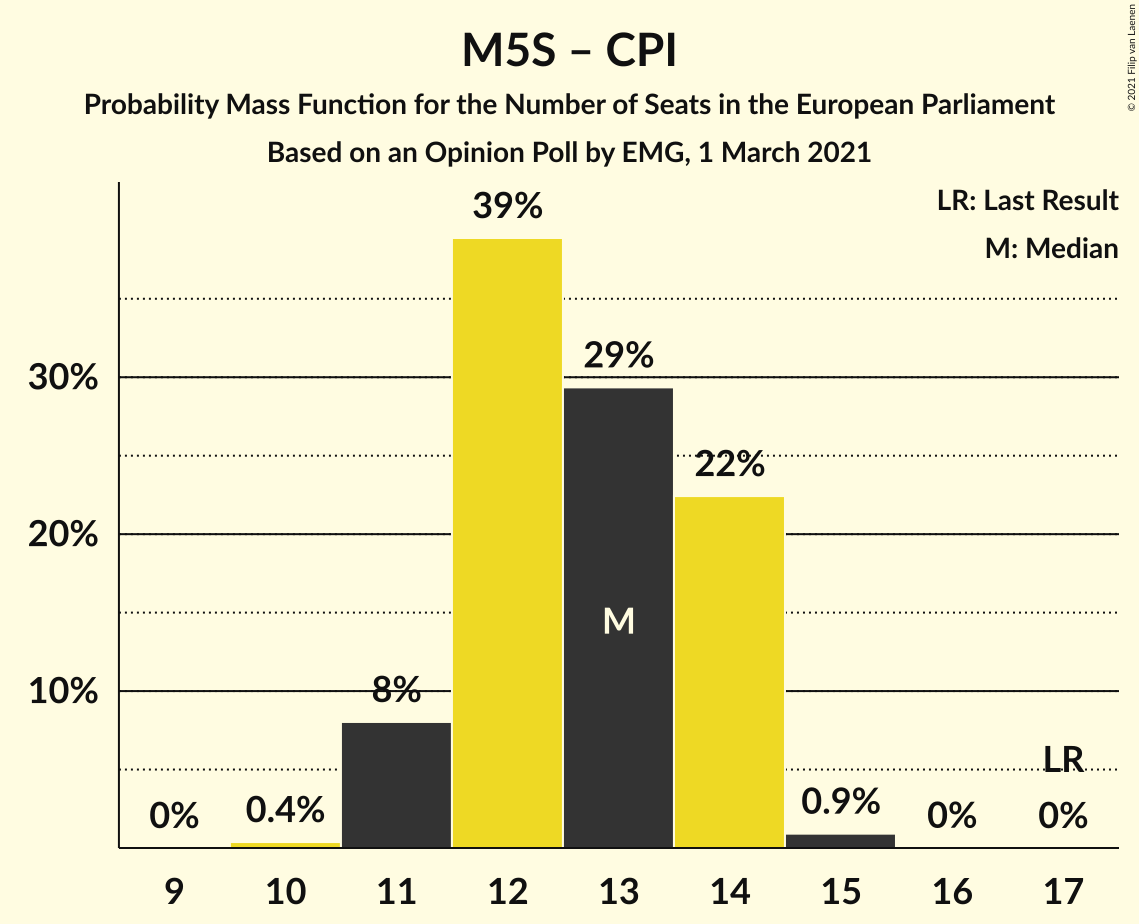 M5S – CPI
Probability Mass Function for the Number of Seats in the European Parliament
Based on an Opinion Poll by EMG, 1 March 2021
© 2021 Filip van Laenen
LR: Last Result
M: Median
39%
29%
30%
22%
20%
M
8%
10%
LR
0%
0.4%
0.9%
0%
0%
9 10 11 12 13 14 15 16 17